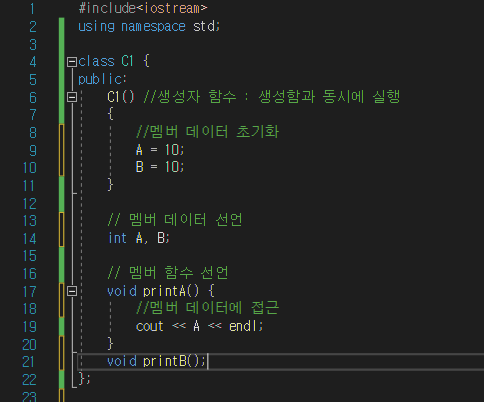 1 #include<iostream>
2 using namespace std;
3
4 class C1 {
5 public:
6 C1() //생성자 함수 : 생성함과 동시에 실행
7 {
8 //멤버 데이터 초기화
9 A = 10;
10 B = 10;
11 }
12
13 // 멤버 데이터 선언
14 int A, B;
15
16 // 멤버 함수 선언
17 void printA() {
18 //멤버 데이터에 접근
19 cout << A << endl;
20 }
21 void printB();
22 };
23